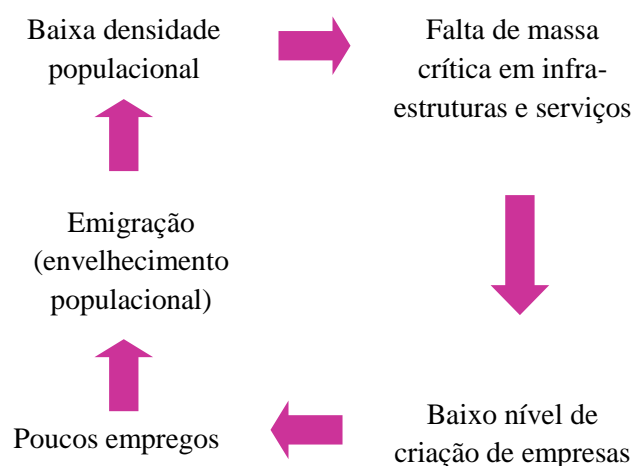 Baixa densidade
populacional
Falta de massa
crítica em infra-
estruturas e serviços
Emigração
(envelhecimento
populacional)
Poucos empregos
Baixo nível de
criação de empresas